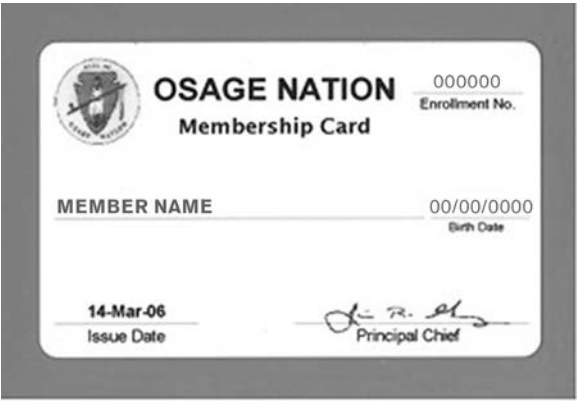 OSAGE NATION
Membership Card
000000
Enrollment No.
MEMBER NAME
00/00/0000
Birth Date
14-Mar-06
Issue Date
Principal Chief